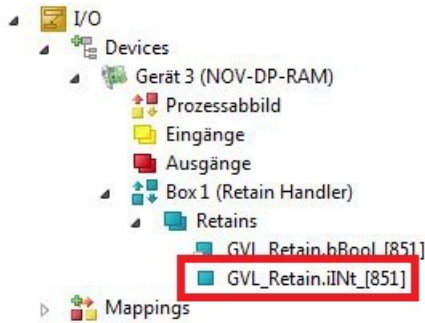 I/O
Devices
Gerät 3 (NOV-DP-RAM)
Prozessabbild
Eingänge
Ausgänge
Box 1 (Retain Handler)
Retains
GVL_Retain.bBool_[851]
GVL_Retain.iINt_[851]
Mappings